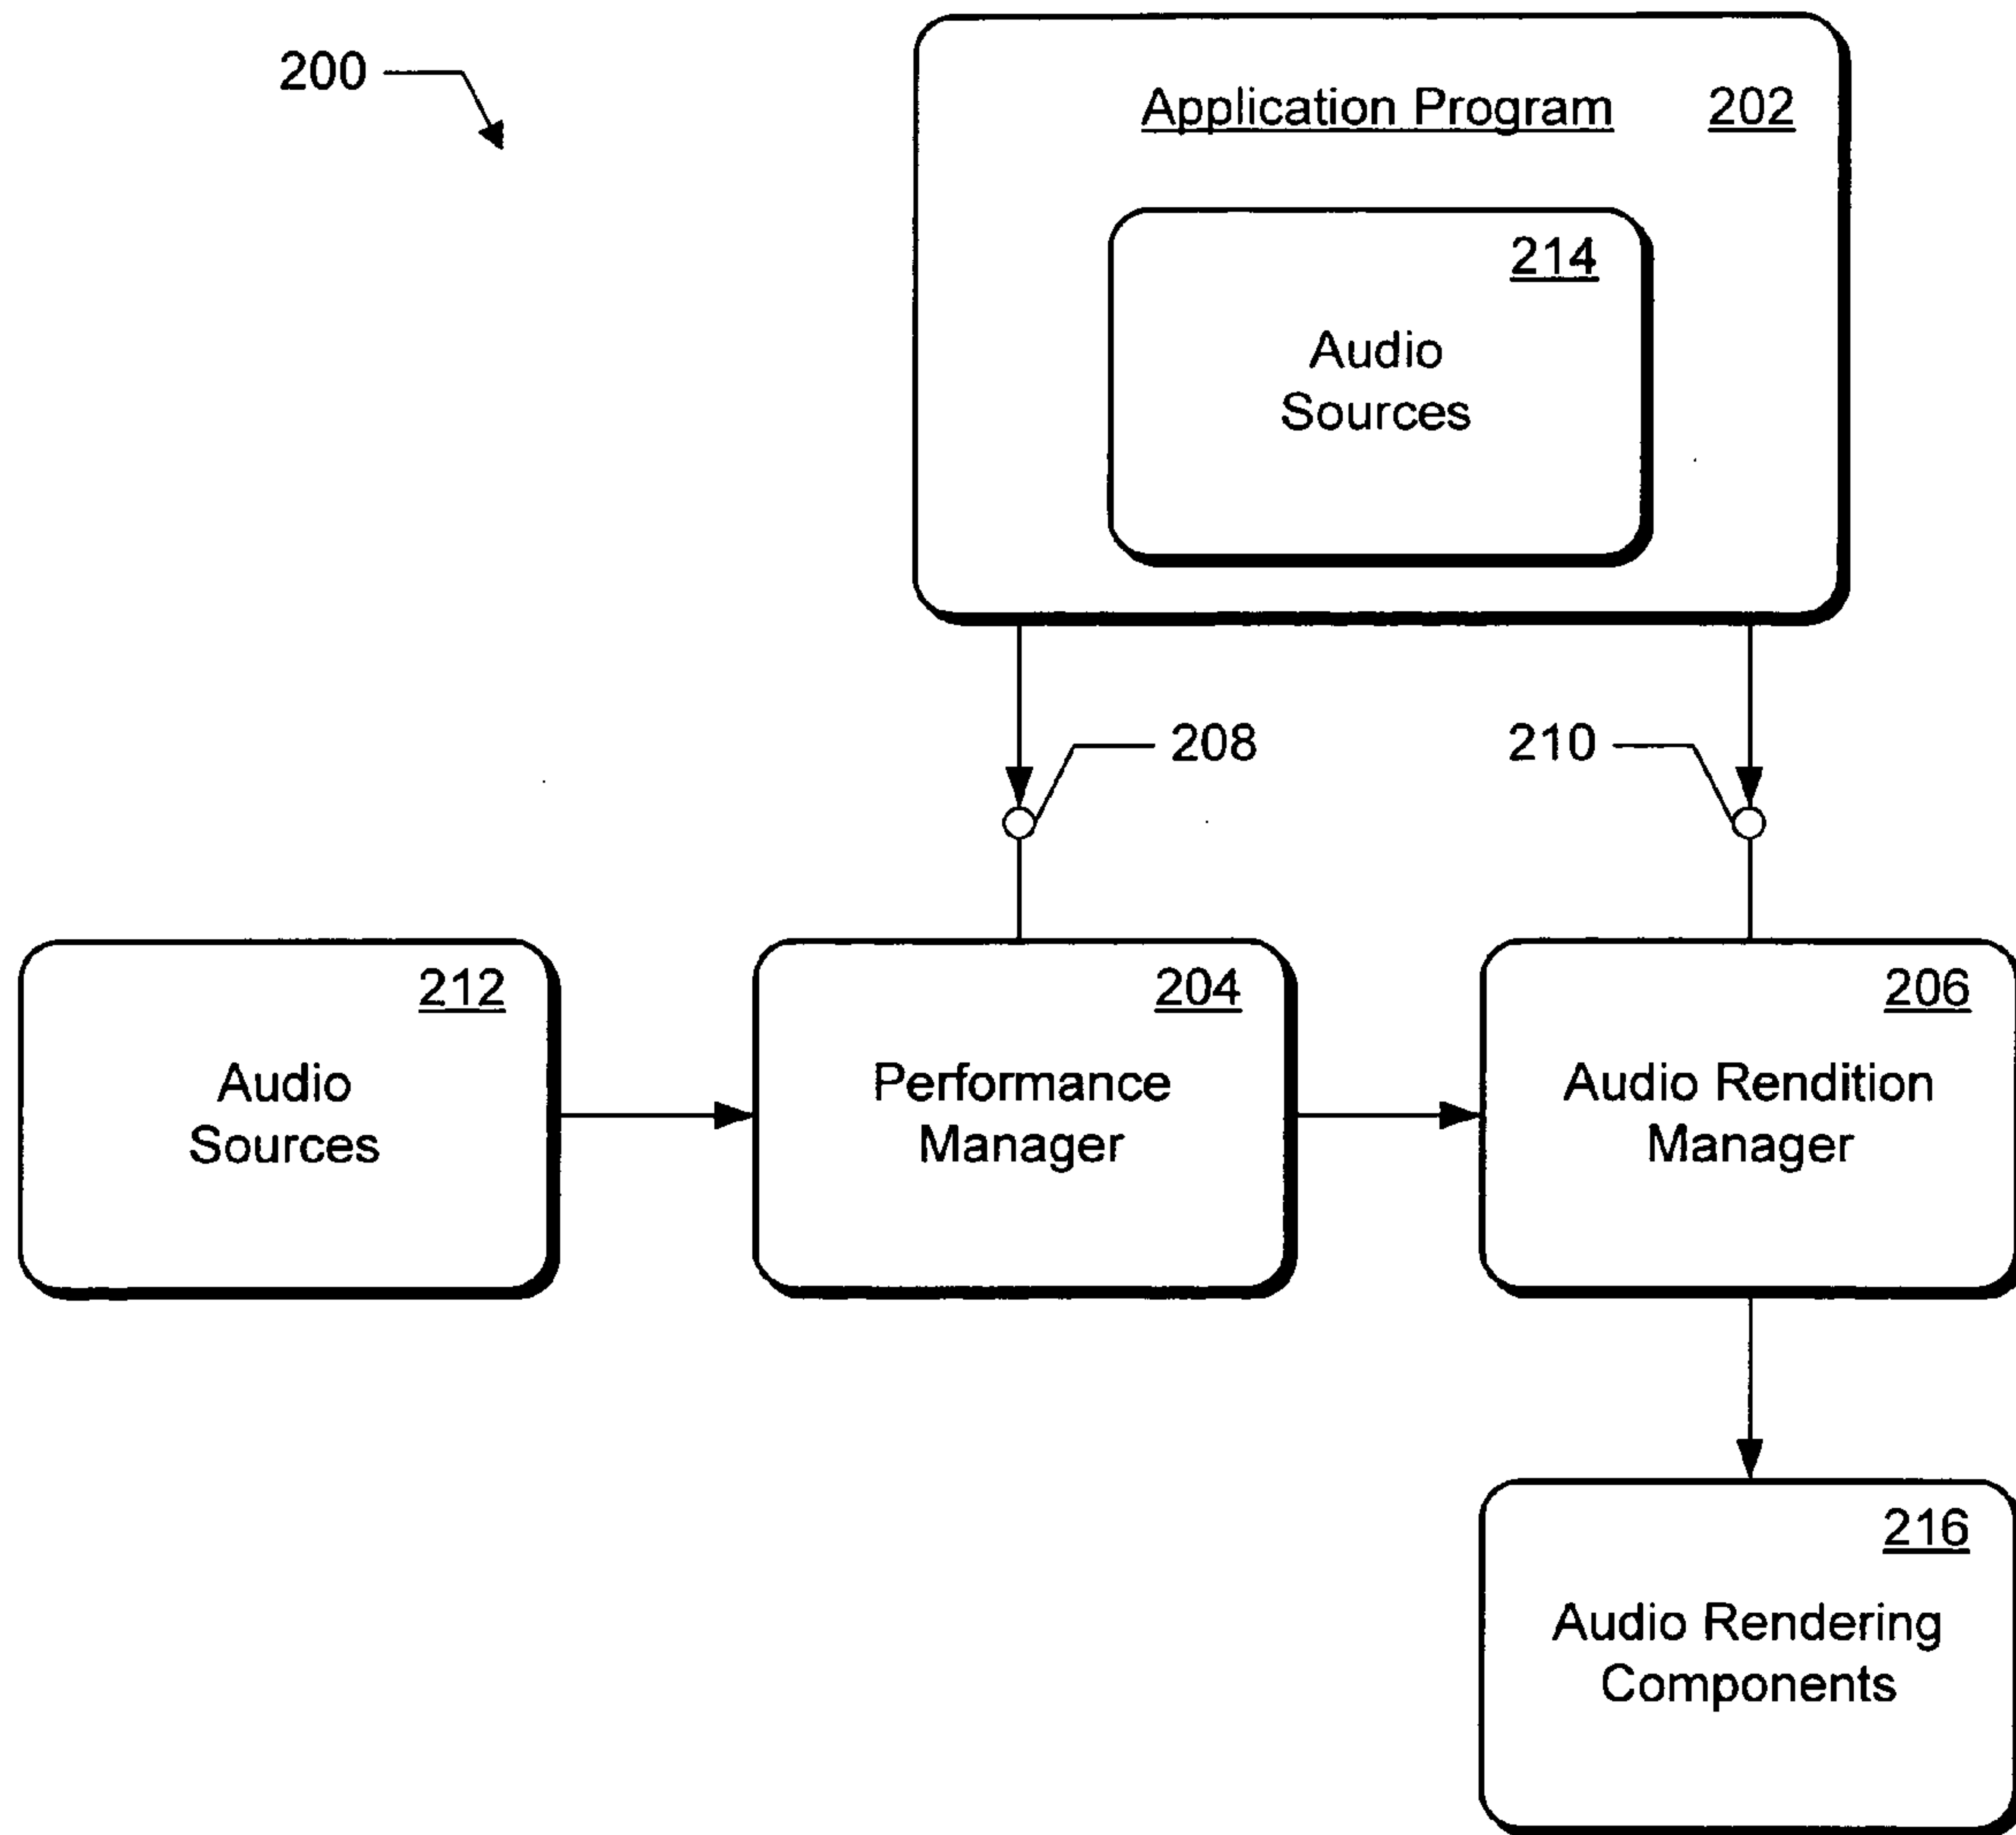 200
Application Program 202
214
Audio
Sources
208
210
212
Audio
Sources
204
Performance
Manager
206
Audio Rendition
Manager
216
Audio Rendering
Components